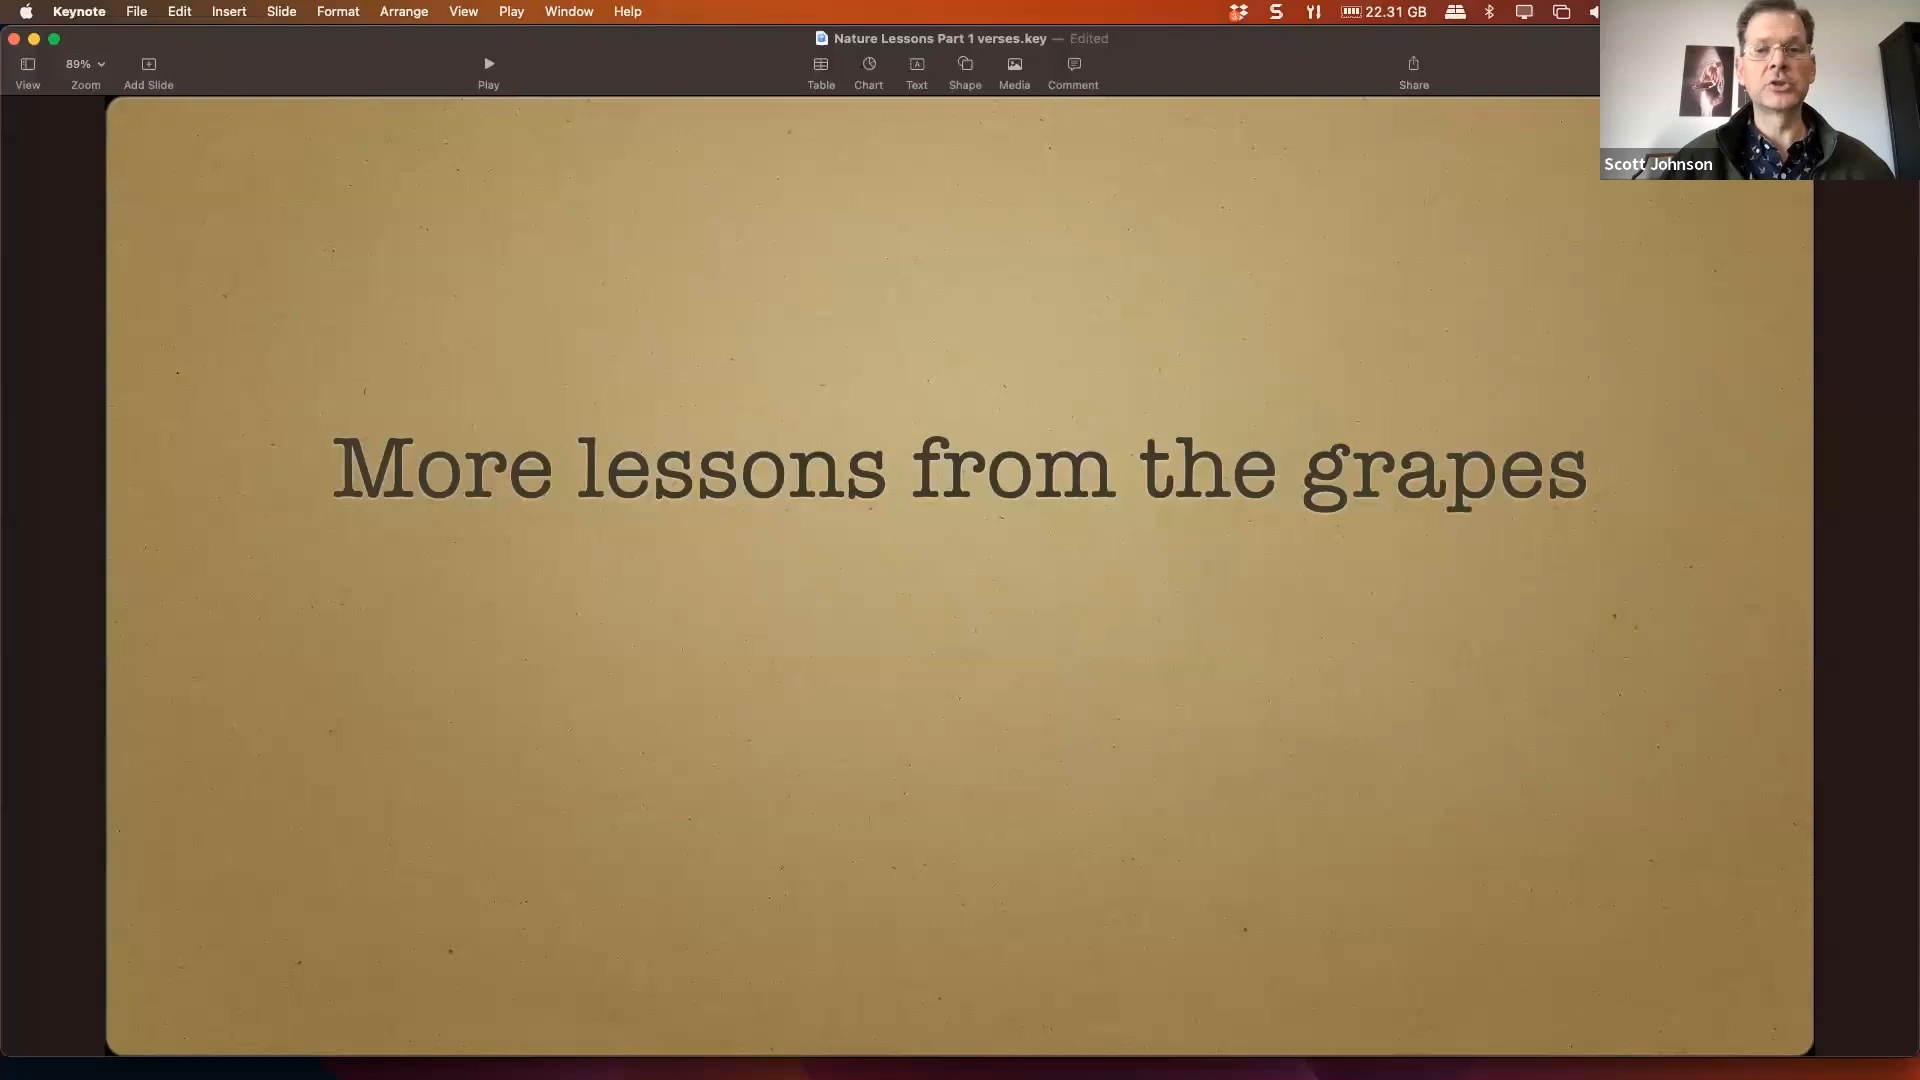 Keynote File Edit Insert Slide Format Arrange View Play Window Help 22.31 GB
Nature Lessons Part 1 verses.key — Edited
89%
View Zoom Add Slide Play Table Chart Text Shape Media Comment Share
Scott Johnson
More lessons from the grapes